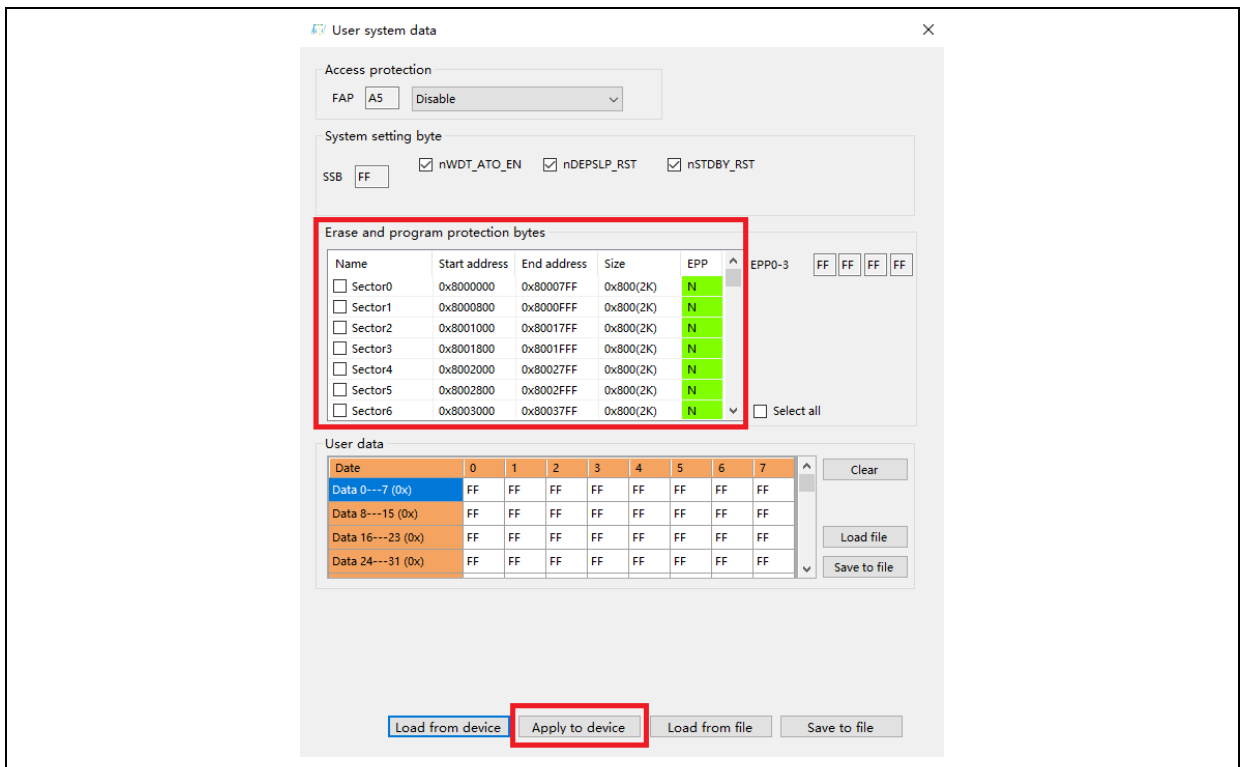 User system data
Access protection
FAP A5 Disable
System setting byte
SSB FF nWDT_ATO_EN nDEPSLP_RST nSTDBY_RST
Erase and program protection bytes
Name Start address End address Size EPP EPP0-3 FF FF FF FF
Sector0 0x8000000 0x80007FF 0x800(2K) N
Sector1 0x8000800 0x8000FFF 0x800(2K) N
Sector2 0x8001000 0x80017FF 0x800(2K) N
Sector3 0x8001800 0x8001FFF 0x800(2K) N
Sector4 0x8002000 0x80027FF 0x800(2K) N
Sector5 0x8002800 0x8002FFF 0x800(2K) N
Sector6 0x8003000 0x80037FF 0x800(2K) N Select all
User data
Date 0 1 2 3 4 5 6 7 Clear
Data 0---7 (0x) FF FF FF FF FF FF FF FF
Data 8---15 (0x) FF FF FF FF FF FF FF FF
Data 16---23 (0x) FF FF FF FF FF FF FF FF Load file
Data 24---31 (0x) FF FF FF FF FF FF FF FF Save to file
Load from device Apply to device Load from file Save to file